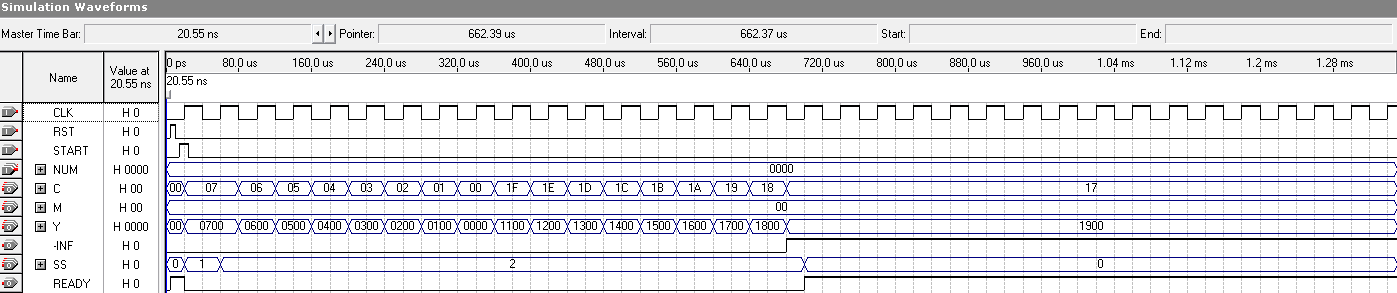 Simulation Waveforms
Master Time Bar: 20.55 ns Pointer: 662.39 us Interval: 662.37 us Start: End:
Name Value at 20.55 ns
0 ps 80.0 us 160.0 us 240.0 us 320.0 us 400.0 us 480.0 us 560.0 us 640.0 us 720.0 us 800.0 us 880.0 us 960.0 us 1.04 ms 1.12 ms 1.2 ms 1.28 ms
20.55 ns
CLK H 0
RST H 0
START H 0
NUM H 0000 0000
C H 00 00 07 06 05 04 03 02 01 00 1F 1E 1D 1C 1B 1A 19 18 17
M H 00 00
Y H 0000 00 0700 0600 0500 0400 0300 0200 0100 0000 1100 1200 1300 1400 1500 1600 1700 1800 1900
-INF H 0
SS H 0 0 1 2 0
READY H 0